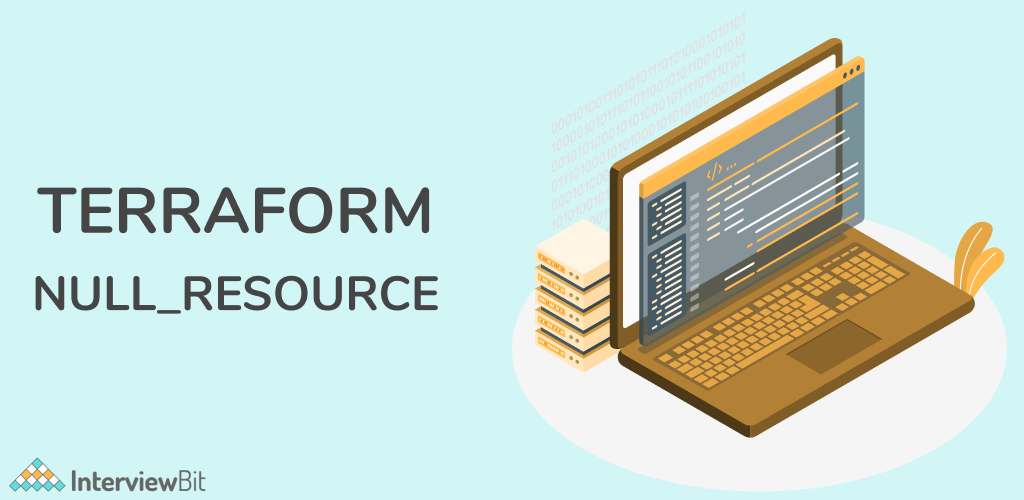 TERRAFORM
NULL_RESOURCE
</> ...
InterviewBit